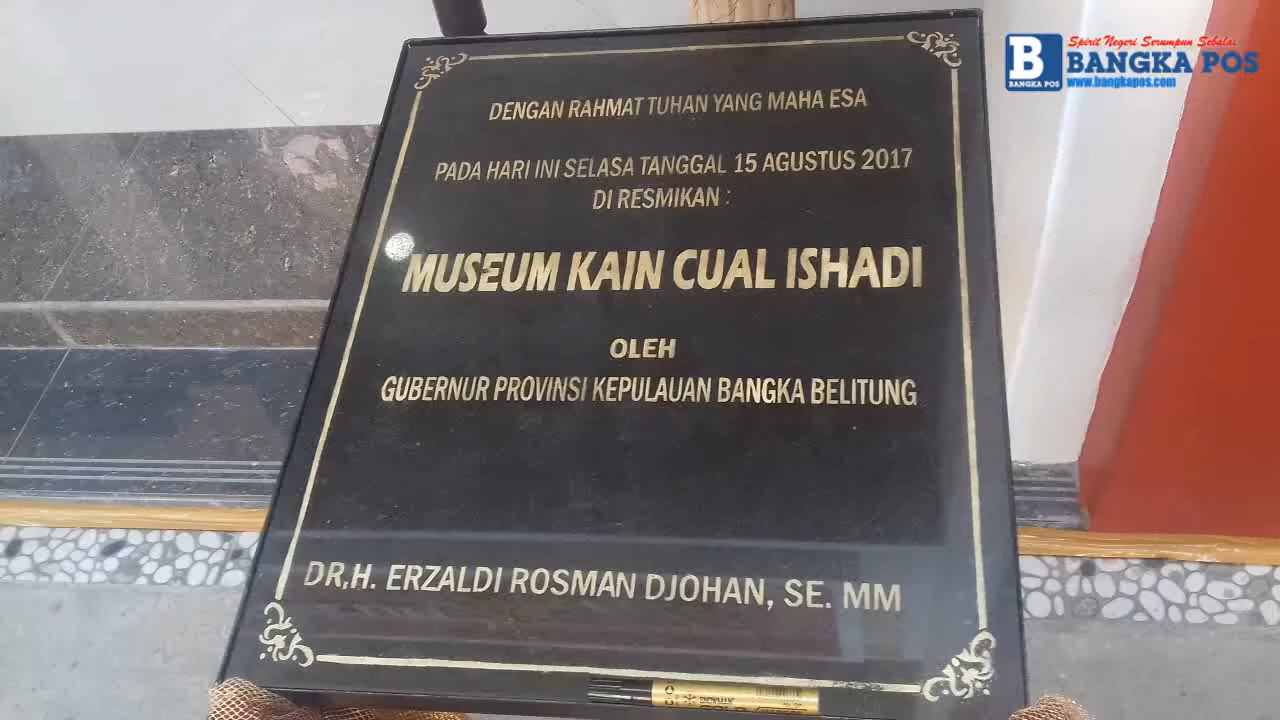 Spirit Negeri Serumpun Sebalai
B BANGKA POS
BANGKA POS
www.bangkapos.com
DENGAN RAHMAT TUHAN YANG MAHA ESA
PADA HARI INI SELASA TANGGAL 15 AGUSTUS 2017
DI RESMIKAN :
MUSEUM KAIN CUAL ISHADI
OLEH
GUBERNUR PROVINSI KEPULAUAN BANGKA BELITUNG
DR,H. ERZALDI ROSMAN DJOHAN, SE. MM
SNOWMAN